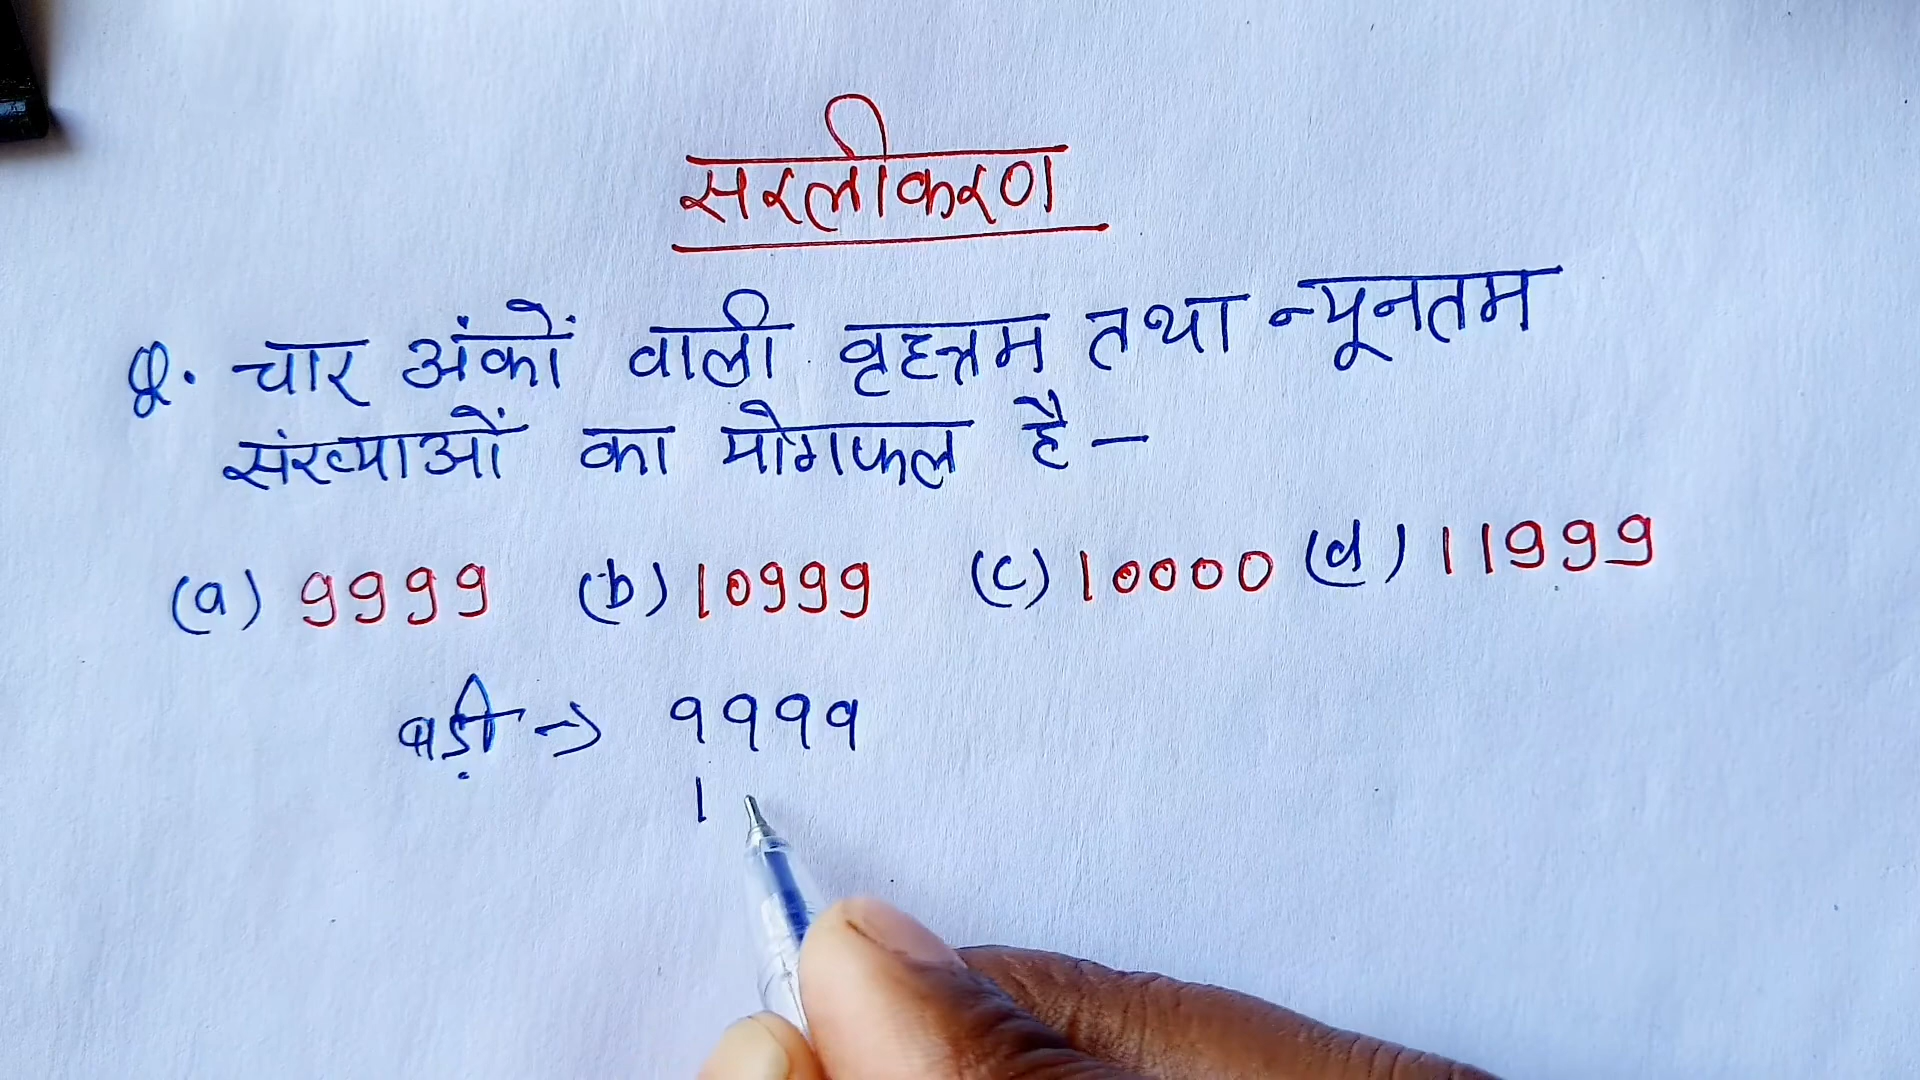 सरलीकरण
Q. चार अंकों वाली वृहत्तम तथा न्यूनतम
संख्याओं का योगफल है -
(a) 9999 (b) 10999 (c) 10000 (d) 11999
बड़ी → 9999
1